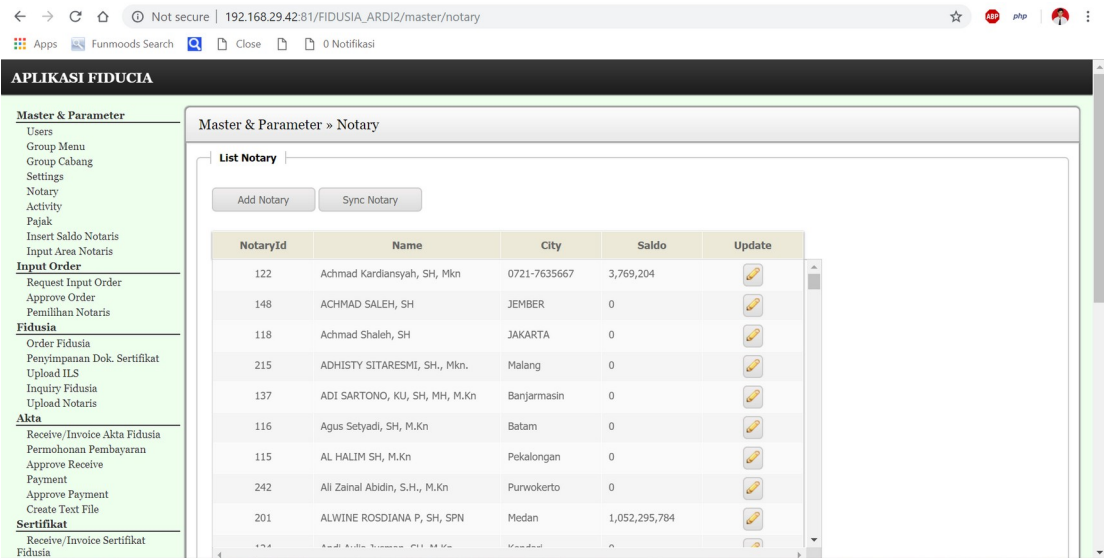 Not secure | 192.168.29.42:81/FIDUSIA_ARDI2/master/notary
ABP
php
Apps Funmoods Search Close 0 Notifikasi
APLIKASI FIDUCIA
Master & Parameter
Users
Group Menu
Group Cabang
Settings
Notary
Activity
Pajak
Insert Saldo Notaris
Input Area Notaris
Input Order
Request Input Order
Approve Order
Pemilihan Notaris
Fidusia
Order Fidusia
Penyimpanan Dok. Sertifikat
Upload ILS
Inquiry Fidusia
Upload Notaris
Akta
Receive/Invoice Akta Fidusia
Permohonan Pembayaran
Approve Receive
Payment
Approve Payment
Create Text File
Sertifikat
Receive/Invoice Sertifikat
Fidusia
Master & Parameter » Notary
List Notary
Add Notary Sync Notary
NotaryId Name City Saldo Update
122 Achmad Kardiansyah, SH, Mkn 0721-7635667 3,769,204
148 ACHMAD SALEH, SH JEMBER 0
118 Achmad Shaleh, SH JAKARTA 0
215 ADHISTY SITARESMI, SH., Mkn. Malang 0
137 ADI SARTONO, KU, SH, MH, M.Kn Banjarmasin 0
116 Agus Setyadi, SH, M.Kn Batam 0
115 AL HALIM SH, M.Kn Pekalongan 0
242 Ali Zainal Abidin, S.H., M.Kn Purwokerto 0
201 ALWINE ROSDIANA P, SH, SPN Medan 1,052,295,784